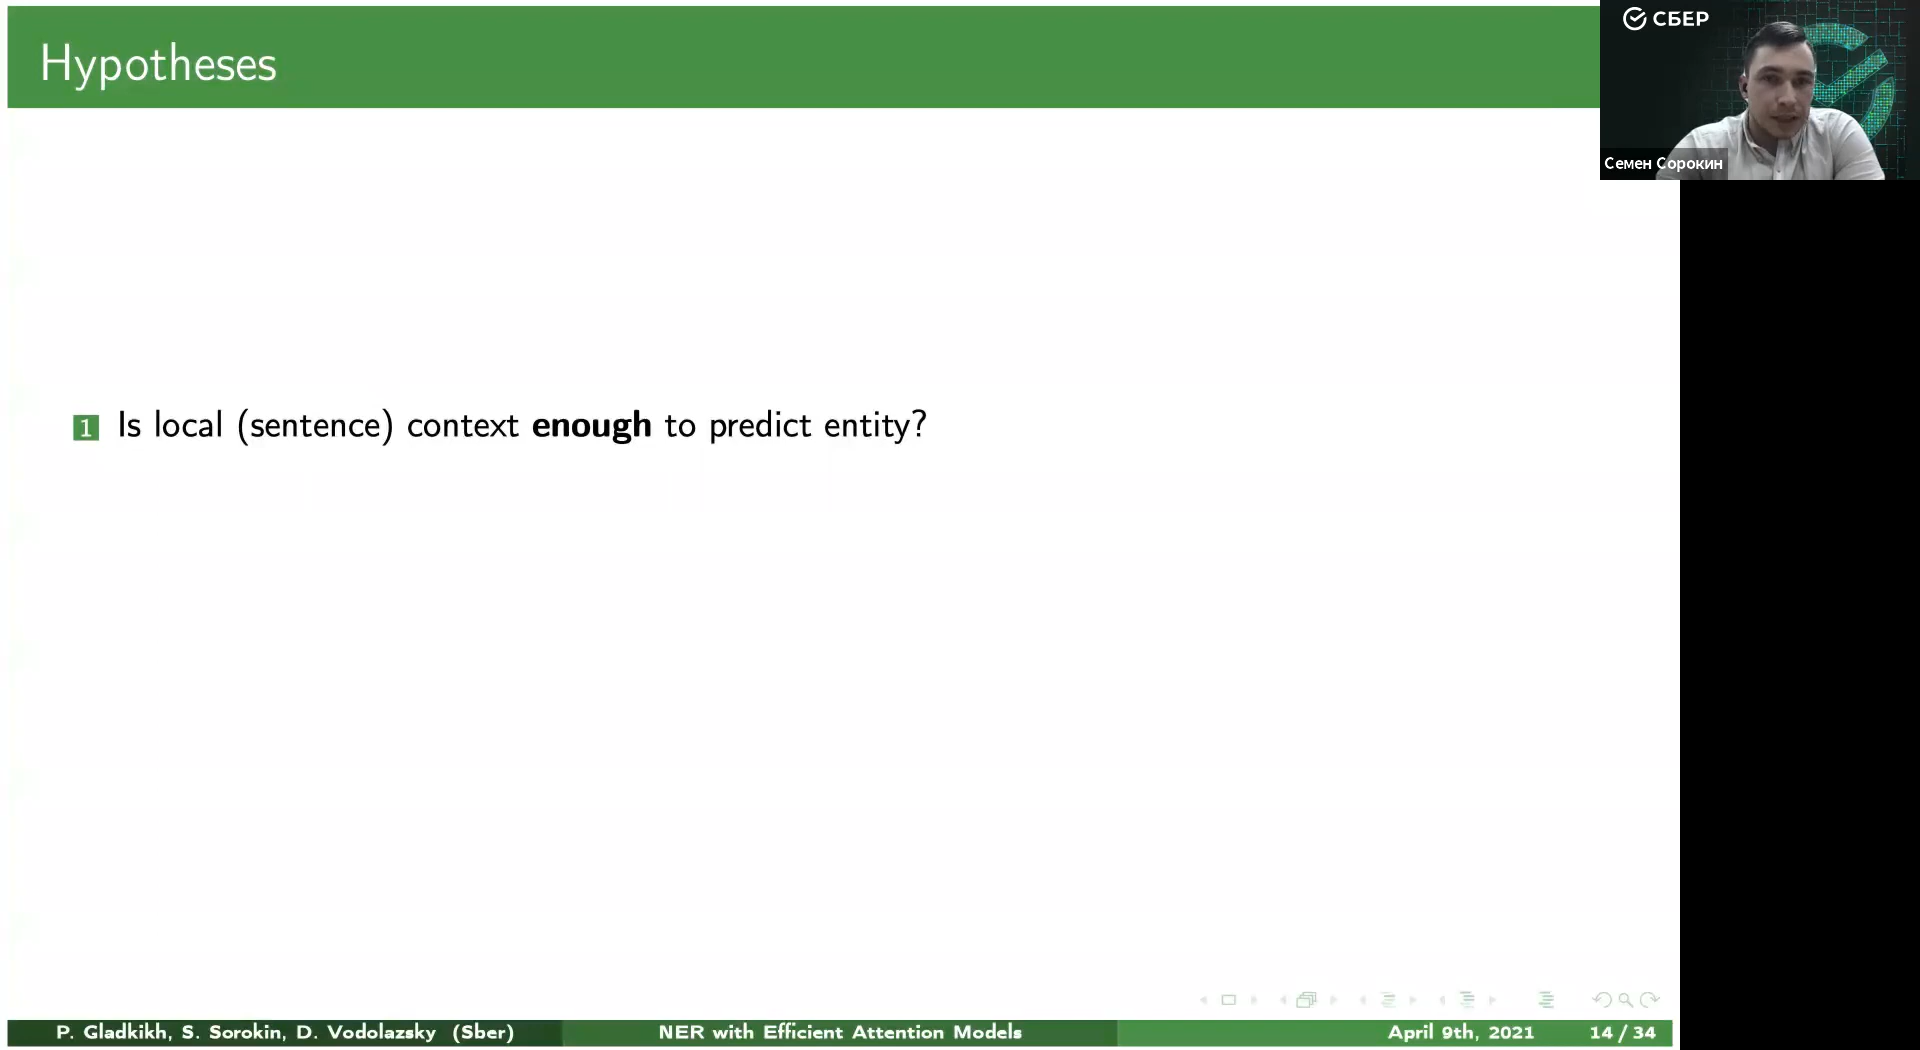 Hypotheses
СБЕР
Семен Сорокин
1 Is local (sentence) context enough to predict entity?
P. Gladkikh, S. Sorokin, D. Vodolazsky (Sber) NER with Efficient Attention Models April 9th, 2021 14 / 34